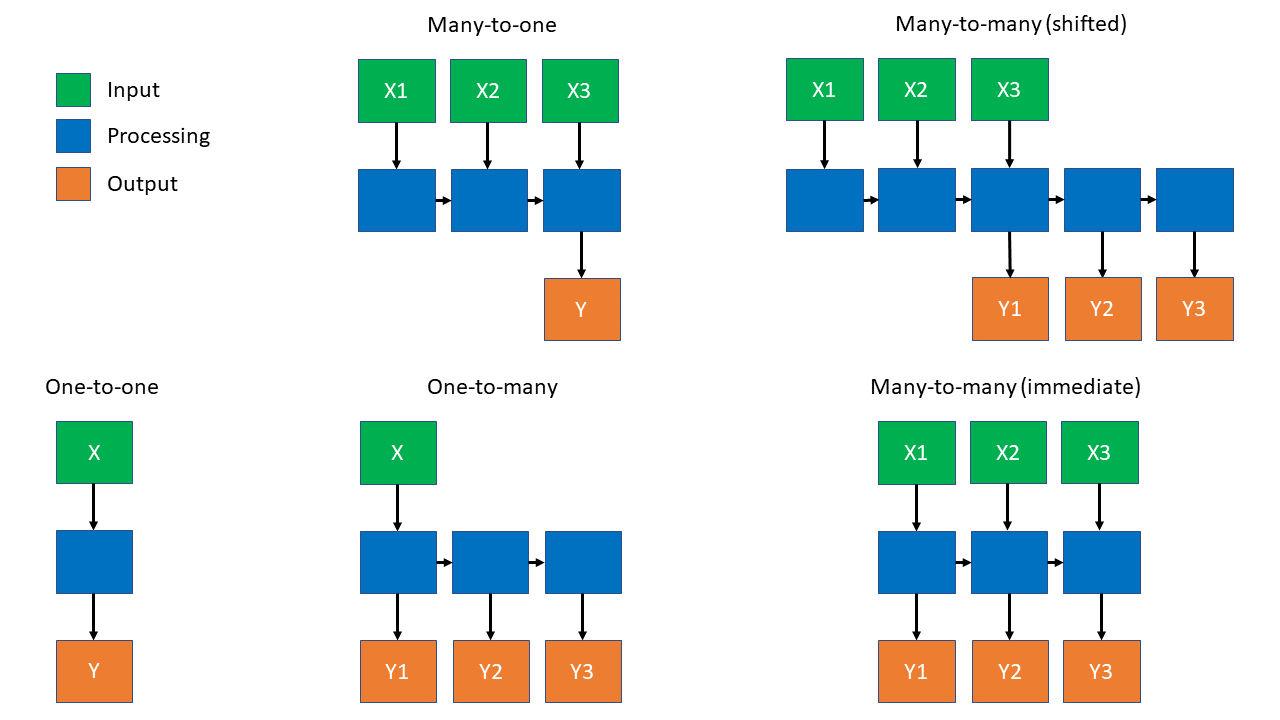 Many-to-one
Many-to-many (shifted)
Input
Processing
Output
X1 X2 X3
Y
X1 X2 X3
Y1 Y2 Y3
One-to-one
X
Y
One-to-many
X
Y1 Y2 Y3
Many-to-many (immediate)
X1 X2 X3
Y1 Y2 Y3